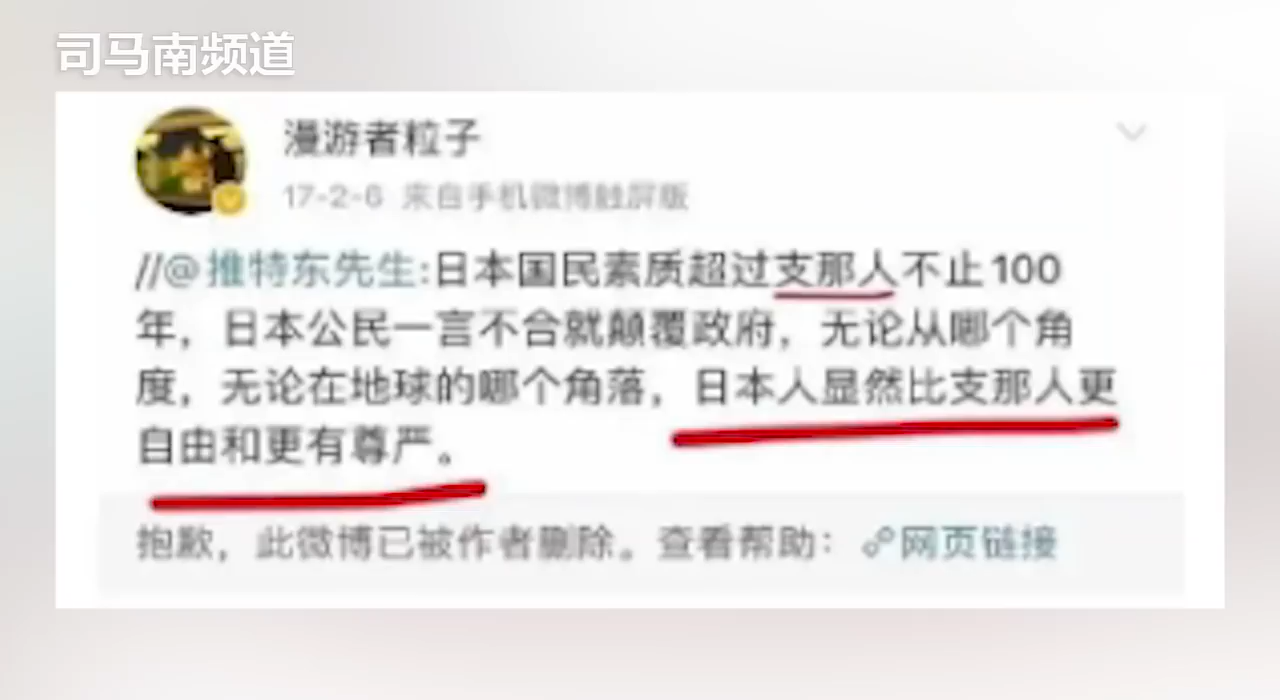 司马南频道
漫游者粒子
17-2-6 来自手机微博触屏版
//@推特东先生:日本国民素质超过支那人不止100
年，日本公民一言不合就颠覆政府，无论从哪个角
度，无论在地球的哪个角落，日本人显然比支那人更
自由和更有尊严。
抱歉，此微博已被作者删除。查看帮助： 网页链接